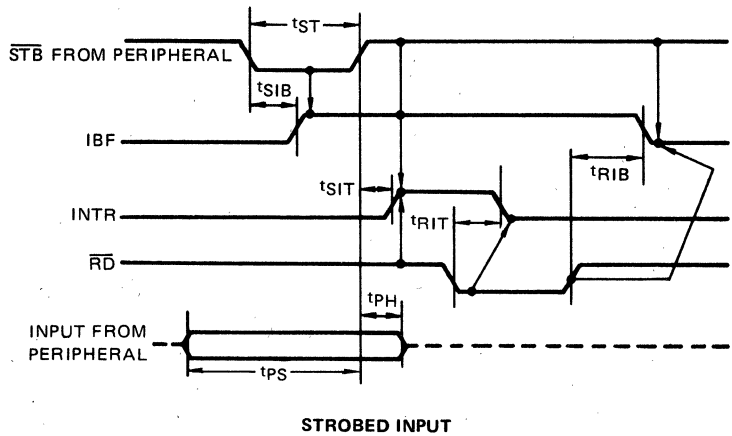 tST
STB FROM PERIPHERAL
tSIB
IBF
tSIT
tRIB
INTR
tRIT
RD
tPH
INPUT FROM
PERIPHERAL
tPS
STROBED INPUT